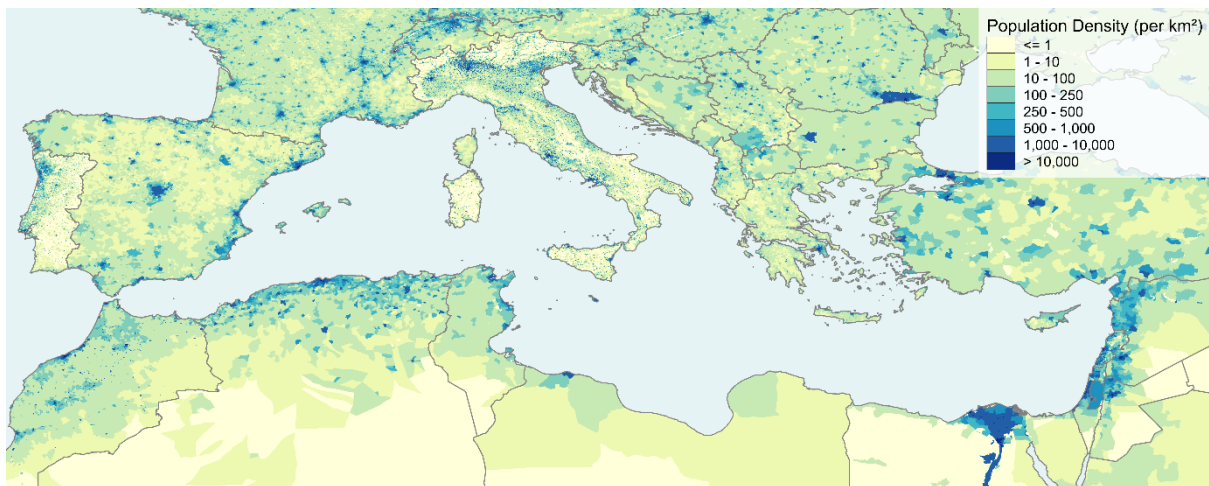 Population Density (per km²)
<= 1
1 - 10
10 - 100
100 - 250
250 - 500
500 - 1,000
1,000 - 10,000
> 10,000